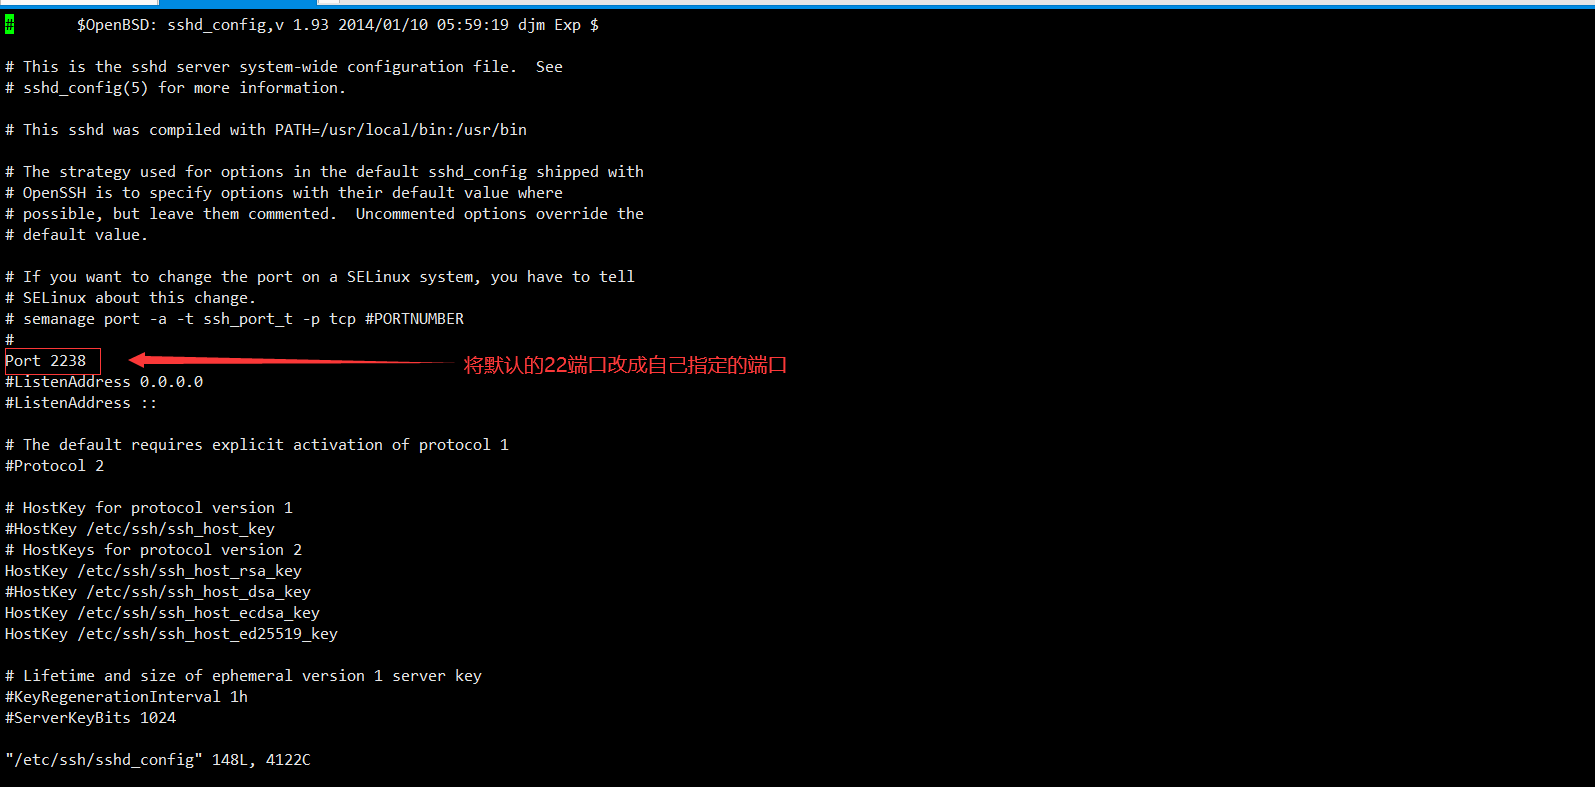 #       $OpenBSD: sshd_config,v 1.93 2014/01/10 05:59:19 djm Exp $
# This is the sshd server system-wide configuration file.  See
# sshd_config(5) for more information.
# This sshd was compiled with PATH=/usr/local/bin:/usr/bin
# The strategy used for options in the default sshd_config shipped with
# OpenSSH is to specify options with their default value where
# possible, but leave them commented.  Uncommented options override the
# default value.
# If you want to change the port on a SELinux system, you have to tell
# SELinux about this change.
# semanage port -a -t ssh_port_t -p tcp #PORTNUMBER
#
Port 2238
将默认的22端口改成自己指定的端口
#ListenAddress 0.0.0.0
#ListenAddress ::
# The default requires explicit activation of protocol 1
#Protocol 2
# HostKey for protocol version 1
#HostKey /etc/ssh/ssh_host_key
# HostKeys for protocol version 2
HostKey /etc/ssh/ssh_host_rsa_key
#HostKey /etc/ssh/ssh_host_dsa_key
HostKey /etc/ssh/ssh_host_ecdsa_key
HostKey /etc/ssh/ssh_host_ed25519_key
# Lifetime and size of ephemeral version 1 server key
#KeyRegenerationInterval 1h
#ServerKeyBits 1024
"/etc/ssh/sshd_config" 148L, 4122C